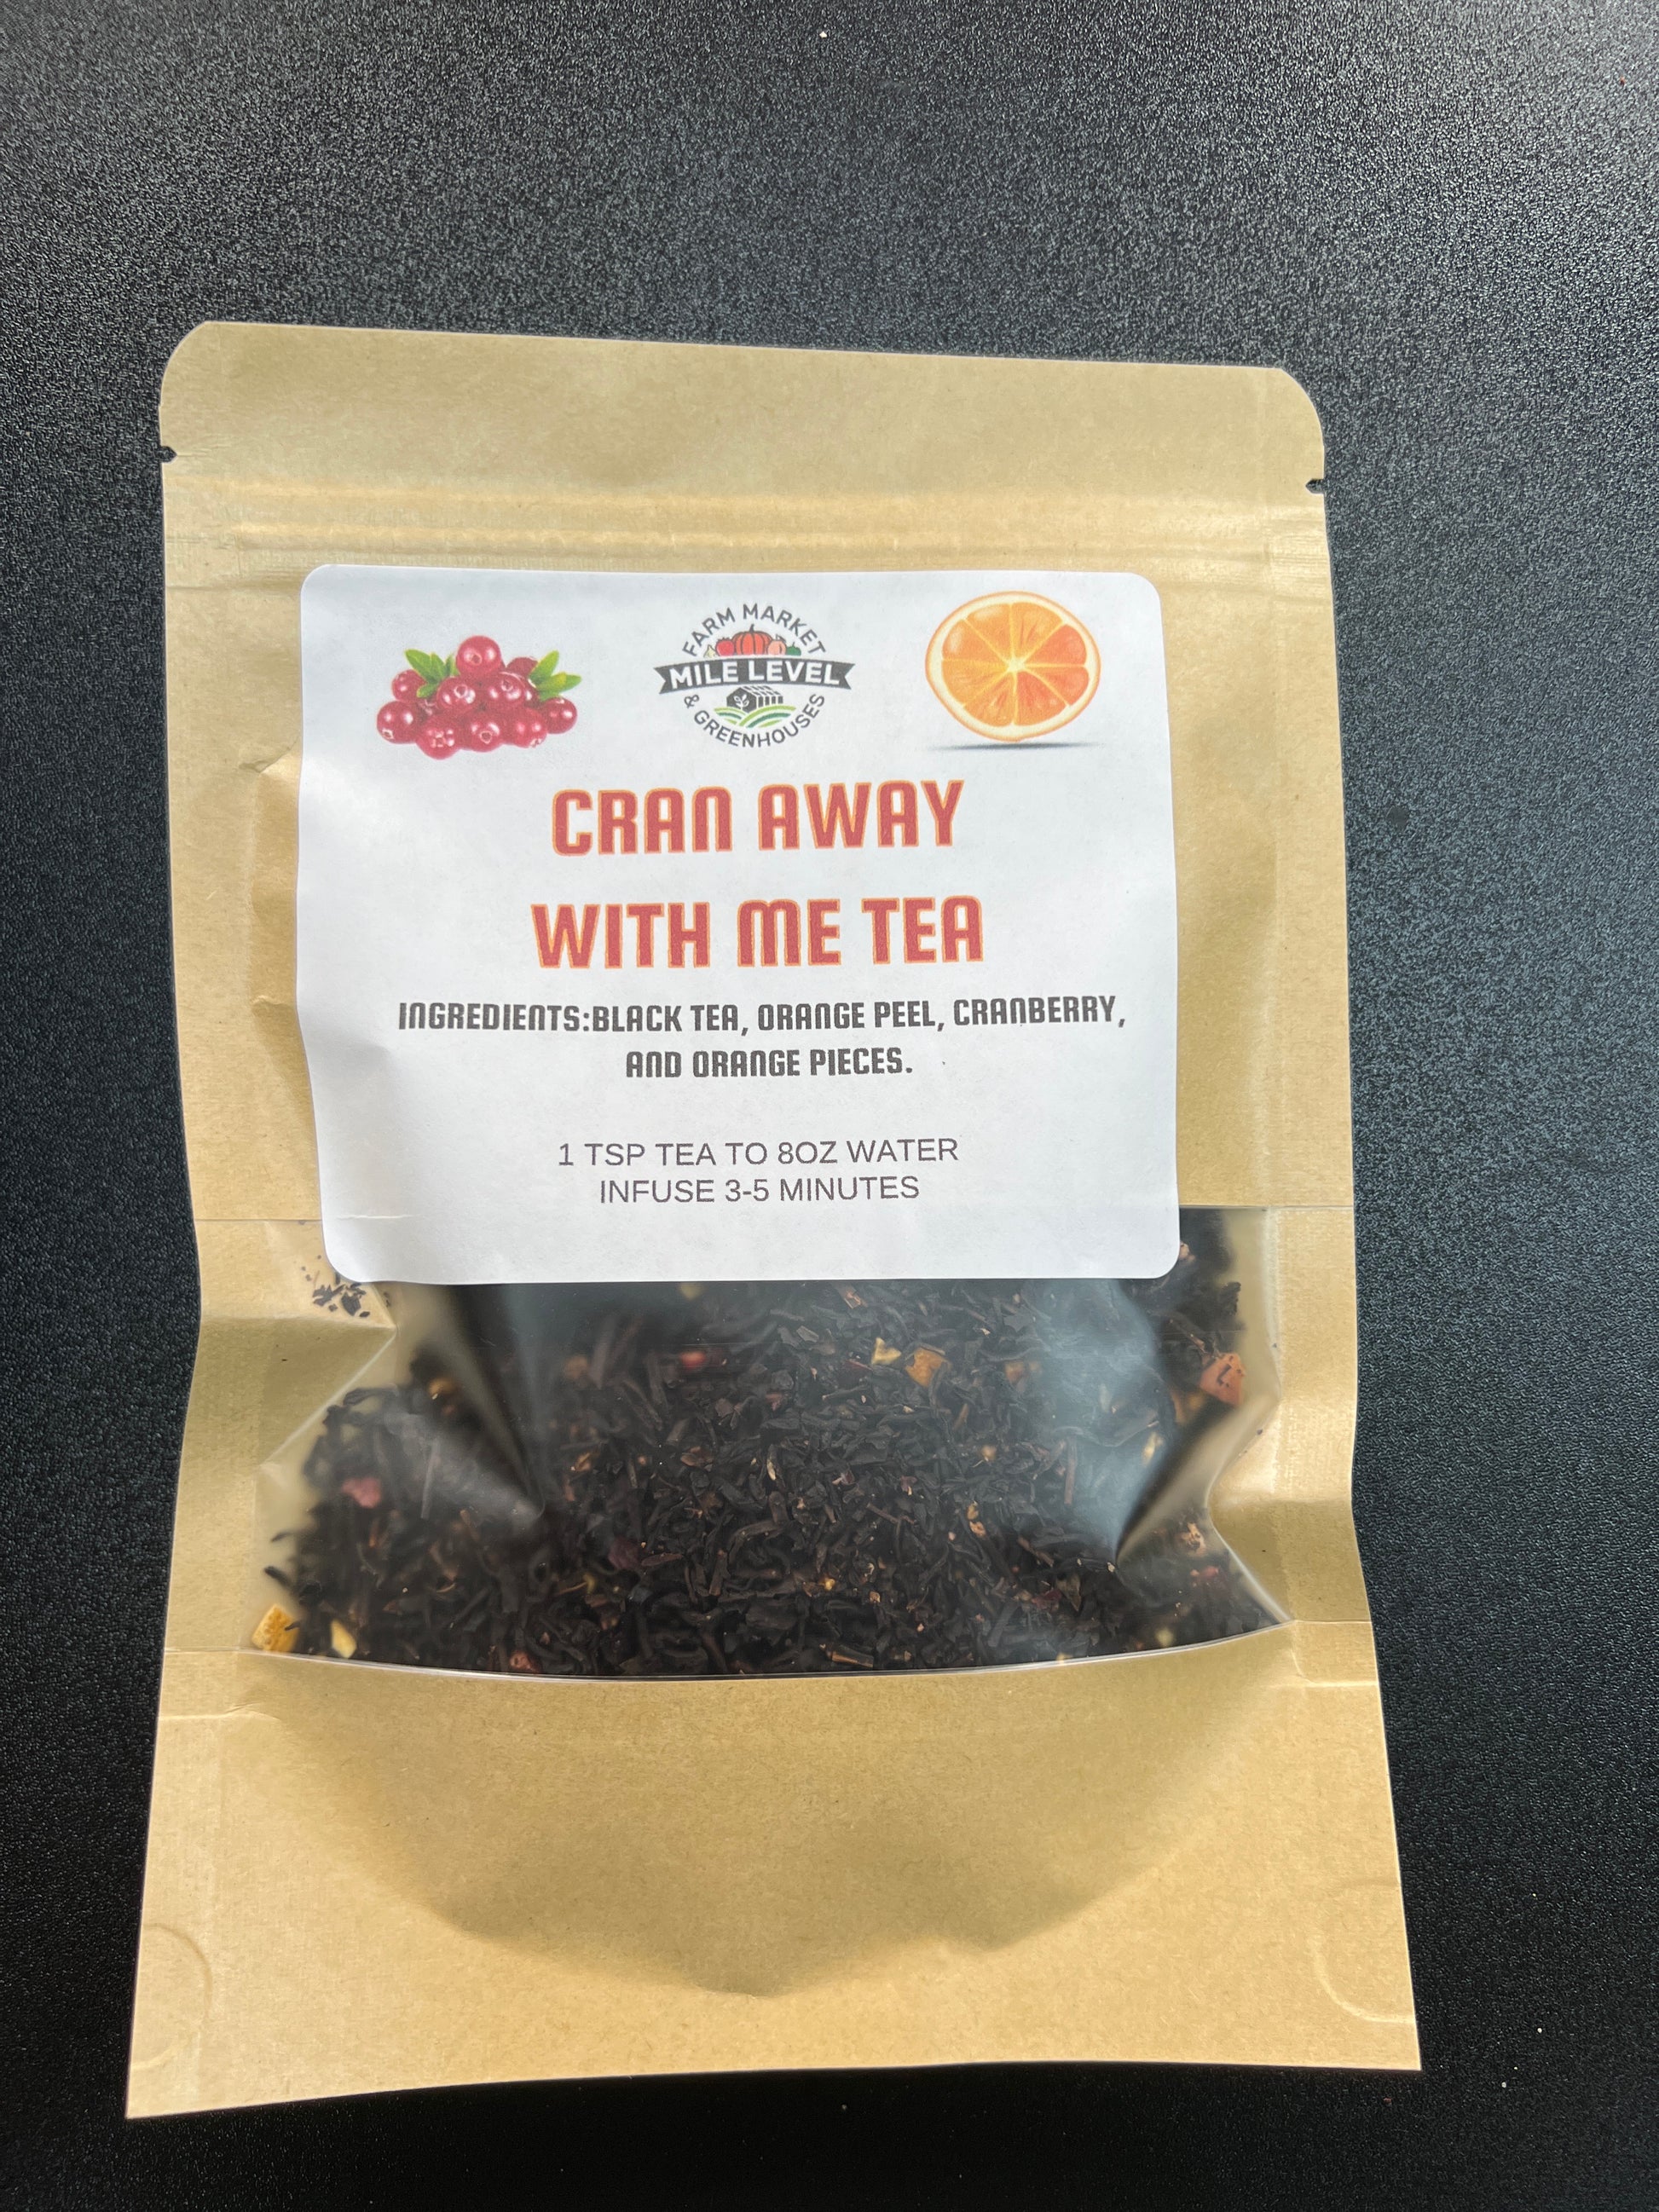 FARM MARKET
MILE LEVEL
& GREENHOUSES
CRAN AWAY
WITH ME TEA
INGREDIENTS:BLACK TEA, ORANGE PEEL, CRANBERRY,
AND ORANGE PIECES.
1 TSP TEA TO 8OZ WATER
INFUSE 3-5 MINUTES